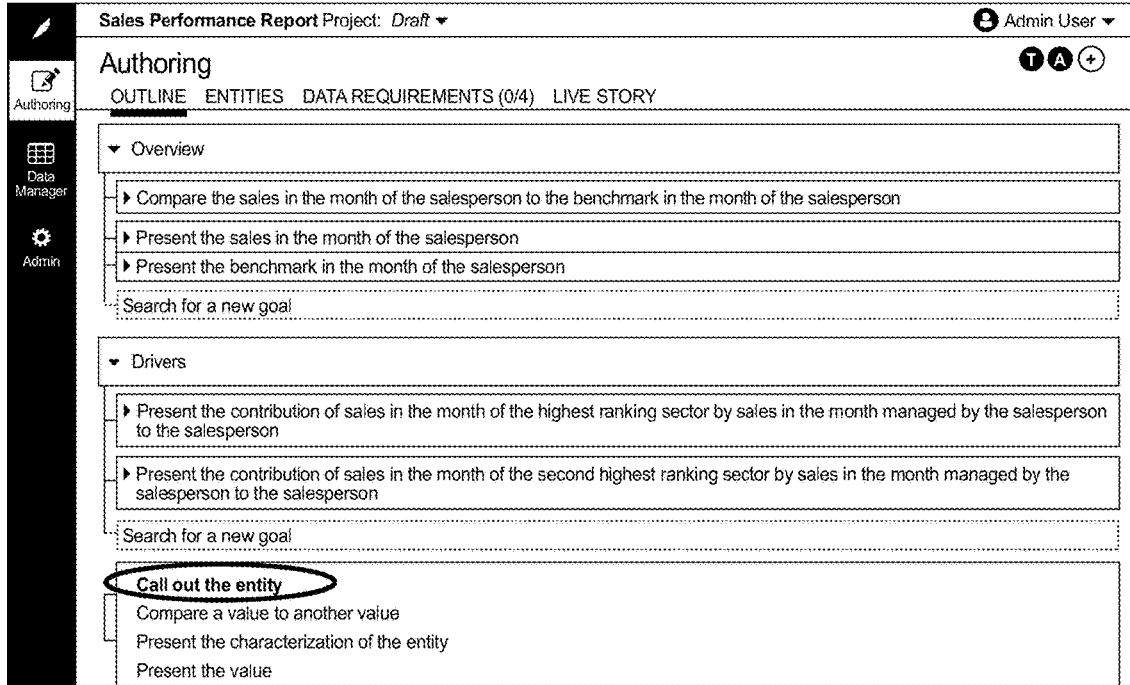 Sales Performance Report Project: Draft
Admin User
Authoring
T A +
OUTLINE ENTITIES DATA REQUIREMENTS (0/4) LIVE STORY
Authoring
Data
Manager
Admin
Overview
Compare the sales in the month of the salesperson to the benchmark in the month of the salesperson
Present the sales in the month of the salesperson
Present the benchmark in the month of the salesperson
Search for a new goal
Drivers
Present the contribution of sales in the month of the highest ranking sector by sales in the month managed by the salesperson
to the salesperson
Present the contribution of sales in the month of the second highest ranking sector by sales in the month managed by the
salesperson to the salesperson
Search for a new goal
Call out the entity
Compare a value to another value
Present the characterization of the entity
Present the value